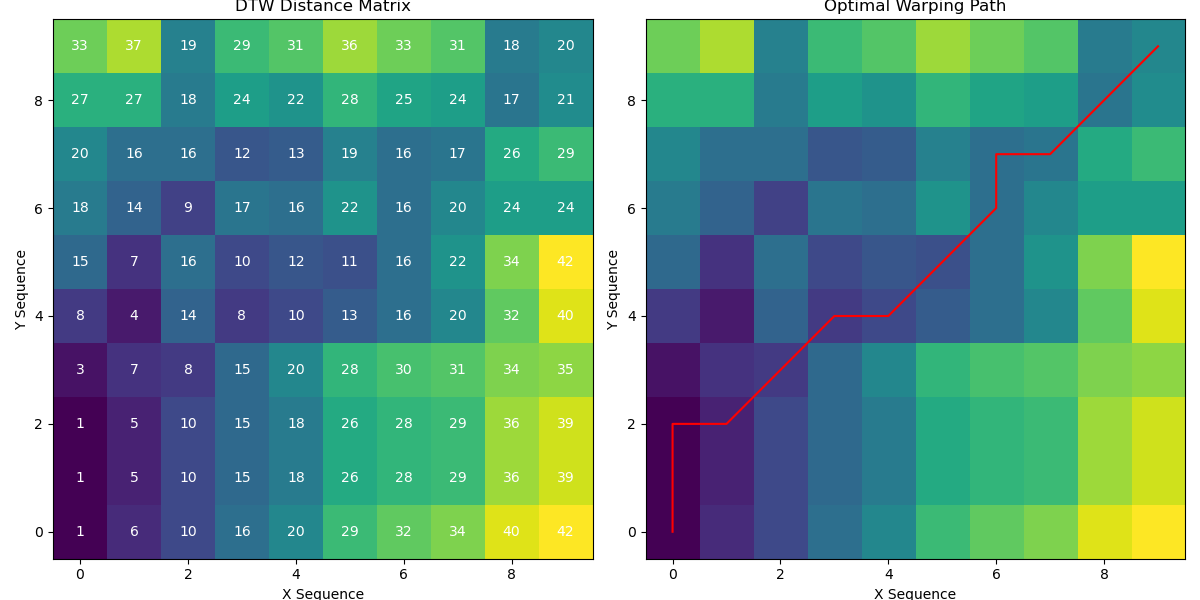 DTW Distance Matrix
33 37 19 29 31 36 33 31 18 20
8 27 27 18 24 22 28 25 24 17 21
20 16 16 12 13 19 16 17 26 29
6 18 14 9 17 16 22 16 20 24 24
15 7 16 10 12 11 16 22 34 42
4 8 4 14 8 10 13 16 20 32 40
3 7 8 15 20 28 30 31 34 35
2 1 5 10 15 18 26 28 29 36 39
1 5 10 15 18 26 28 29 36 39
0 1 6 10 16 20 29 32 34 40 42
0 2 4 6 8
X Sequence
Y Sequence
Optimal Warping Path
8
6
4
2
0
0 2 4 6 8
X Sequence
Y Sequence